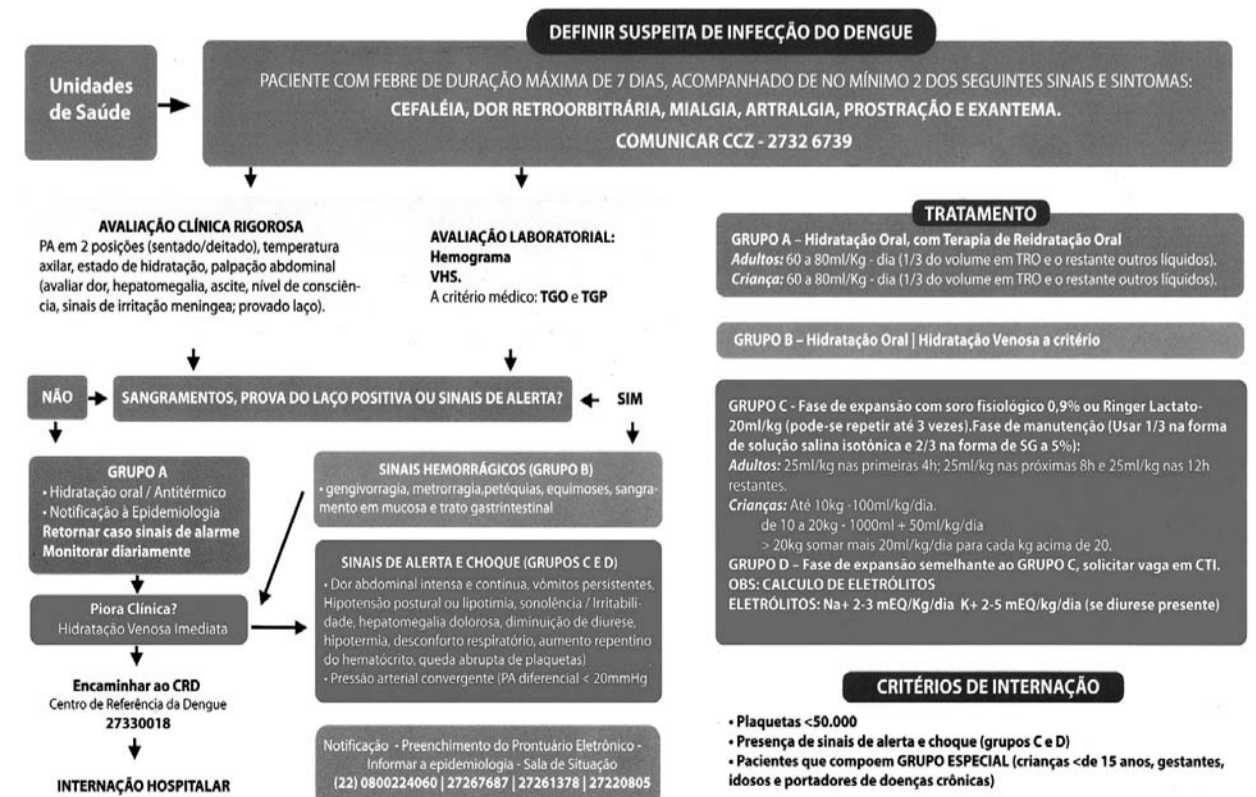 DEFINIR SUSPEITA DE INFECÇÃO DO DENGUE
Unidades
de Saúde
PACIENTE COM FEBRE DE DURAÇÃO MÁXIMA DE 7 DIAS, ACOMPANHADO DE NO MÍNIMO 2 DOS SEGUINTES SINAIS E SINTOMAS:
CEFALÉIA, DOR RETROORBITRÁRIA, MIALGIA, ARTRALGIA, PROSTRAÇÃO E EXANTEMA.
COMUNICAR CCZ - 2732 6739
AVALIAÇÃO CLÍNICA RIGOROSA
PA em 2 posições (sentado/deitado), temperatura
axilar, estado de hidratação, palpação abdominal
(avaliar dor, hepatomegalia, ascite, nível de consciên-
cia, sinais de irritação meningea; provado laço).
AVALIAÇÃO LABORATORIAL:
Hemograma
VHS.
A critério médico: TGO e TGP
NÃO
SANGRAMENTOS, PROVA DO LAÇO POSITIVA OU SINAIS DE ALERTA?
SIM
GRUPO A
• Hidratação oral / Antitérmico
• Notificação à Epidemiologia
Retornar caso sinais de alarme
Monitorar diariamente
Piora Clínica?
Hidratação Venosa Imediata
Encaminhar ao CRD
Centro de Referência da Dengue
27330018
INTERNAÇÃO HOSPITALAR
SINAIS HEMORRÁGICOS (GRUPO B)
• gengivorragia, metrorragia,petéquias, equimoses, sangra-
mento em mucosa e trato gastrintestinal
SINAIS DE ALERTA E CHOQUE (GRUPOS C E D)
• Dor abdominal intensa e contínua, vômitos persistentes,
Hipotensão postural ou lipotímia, sonolência / Irritabili-
dade, hepatomegalia dolorosa, diminuição de diurese,
hipotermia, desconforto respiratório, aumento repentino
do hematócrito, queda abrupta de plaquetas)
• Pressão arterial convergente (PA diferencial < 20mmHg
Notificação - Preenchimento do Prontuário Eletrônico -
Informar a epidemiologia - Sala de Situação
(22) 0800224060 | 27267687 | 27261378 | 27220805
TRATAMENTO
GRUPO A – Hidratação Oral, com Terapia de Reidratação Oral
Adultos: 60 a 80ml/Kg - dia (1/3 do volume em TRO e o restante outros líquidos).
Criança: 60 a 80ml/Kg - dia (1/3 do volume em TRO e o restante outros líquidos).
GRUPO B – Hidratação Oral | Hidratação Venosa a critério
GRUPO C - Fase de expansão com soro fisiológico 0,9% ou Ringer Lactato-
20ml/kg (pode-se repetir até 3 vezes).Fase de manutenção (Usar 1/3 na forma
de solução salina isotônica e 2/3 na forma de SG a 5%):
Adultos: 25ml/kg nas primeiras 4h; 25ml/kg nas próximas 8h e 25ml/kg nas 12h
restantes.
Crianças: Até 10kg -100ml/kg/dia.
de 10 a 20kg - 1000ml + 50ml/kg/dia
> 20kg somar mais 20ml/kg/dia para cada kg acima de 20.
GRUPO D – Fase de expansão semelhante ao GRUPO C, solicitar vaga em CTI.
OBS: CALCULO DE ELETRÓLITOS
ELETRÓLITOS: Na+ 2-3 mEQ/Kg/dia K+ 2-5 mEQ/kg/dia (se diurese presente)
CRITÉRIOS DE INTERNAÇÃO
• Plaquetas <50.000
• Presença de sinais de alerta e choque (grupos C e D)
• Pacientes que compoem GRUPO ESPECIAL (crianças <de 15 anos, gestantes,
idosos e portadores de doenças crônicas)